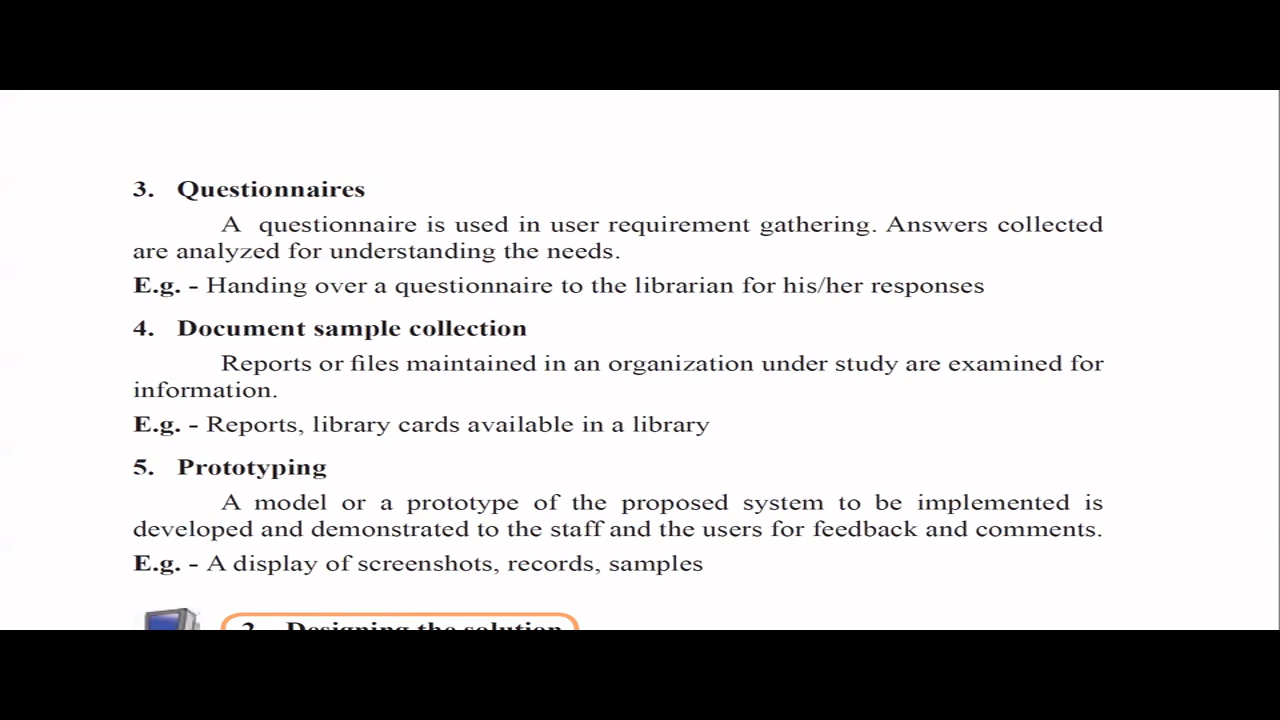 3. Questionnaires
A questionnaire is used in user requirement gathering. Answers collected
are analyzed for understanding the needs.
E.g. - Handing over a questionnaire to the librarian for his/her responses
4. Document sample collection
Reports or files maintained in an organization under study are examined for
information.
E.g. - Reports, library cards available in a library
5. Prototyping
A model or a prototype of the proposed system to be implemented is
developed and demonstrated to the staff and the users for feedback and comments.
E.g. - A display of screenshots, records, samples
Designing the solution